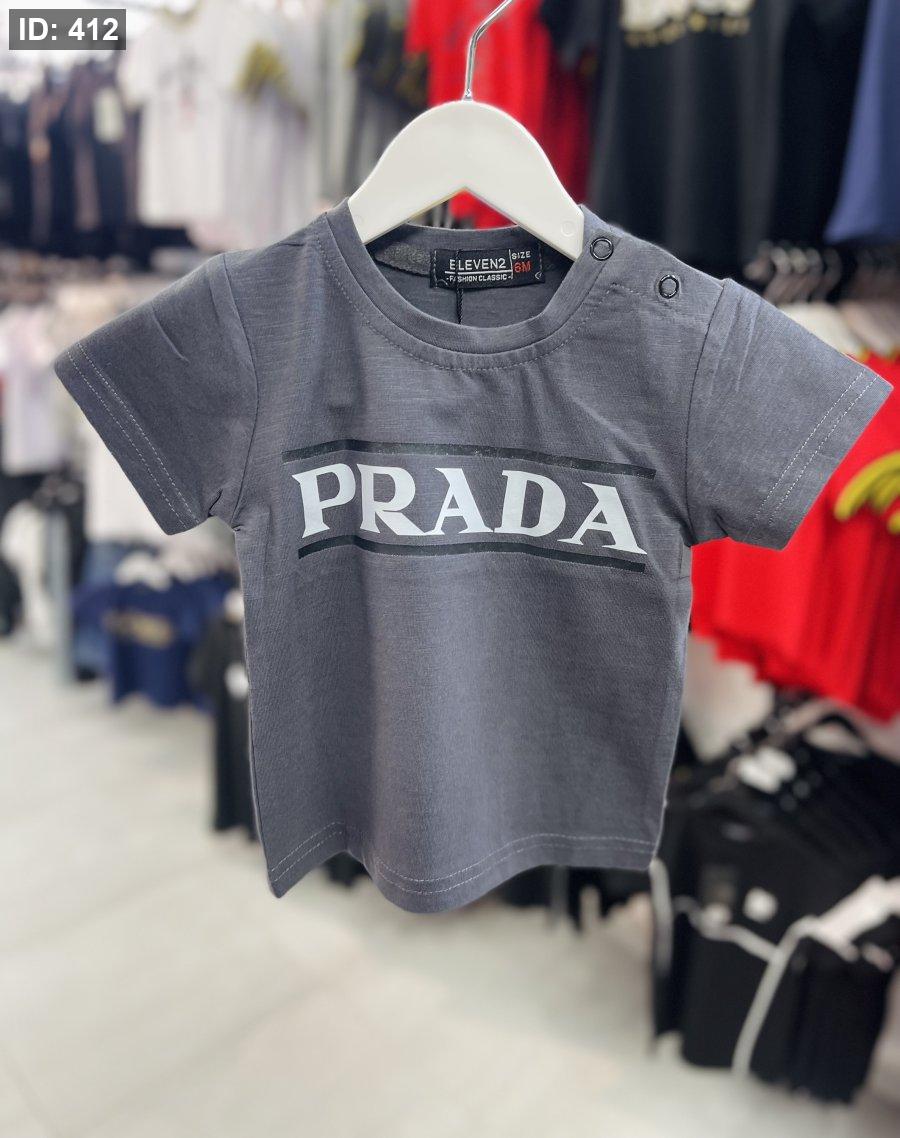 ID: 412
ELEVEN2
-FASHION CLASSIC-
SIZE
6M
PRADA